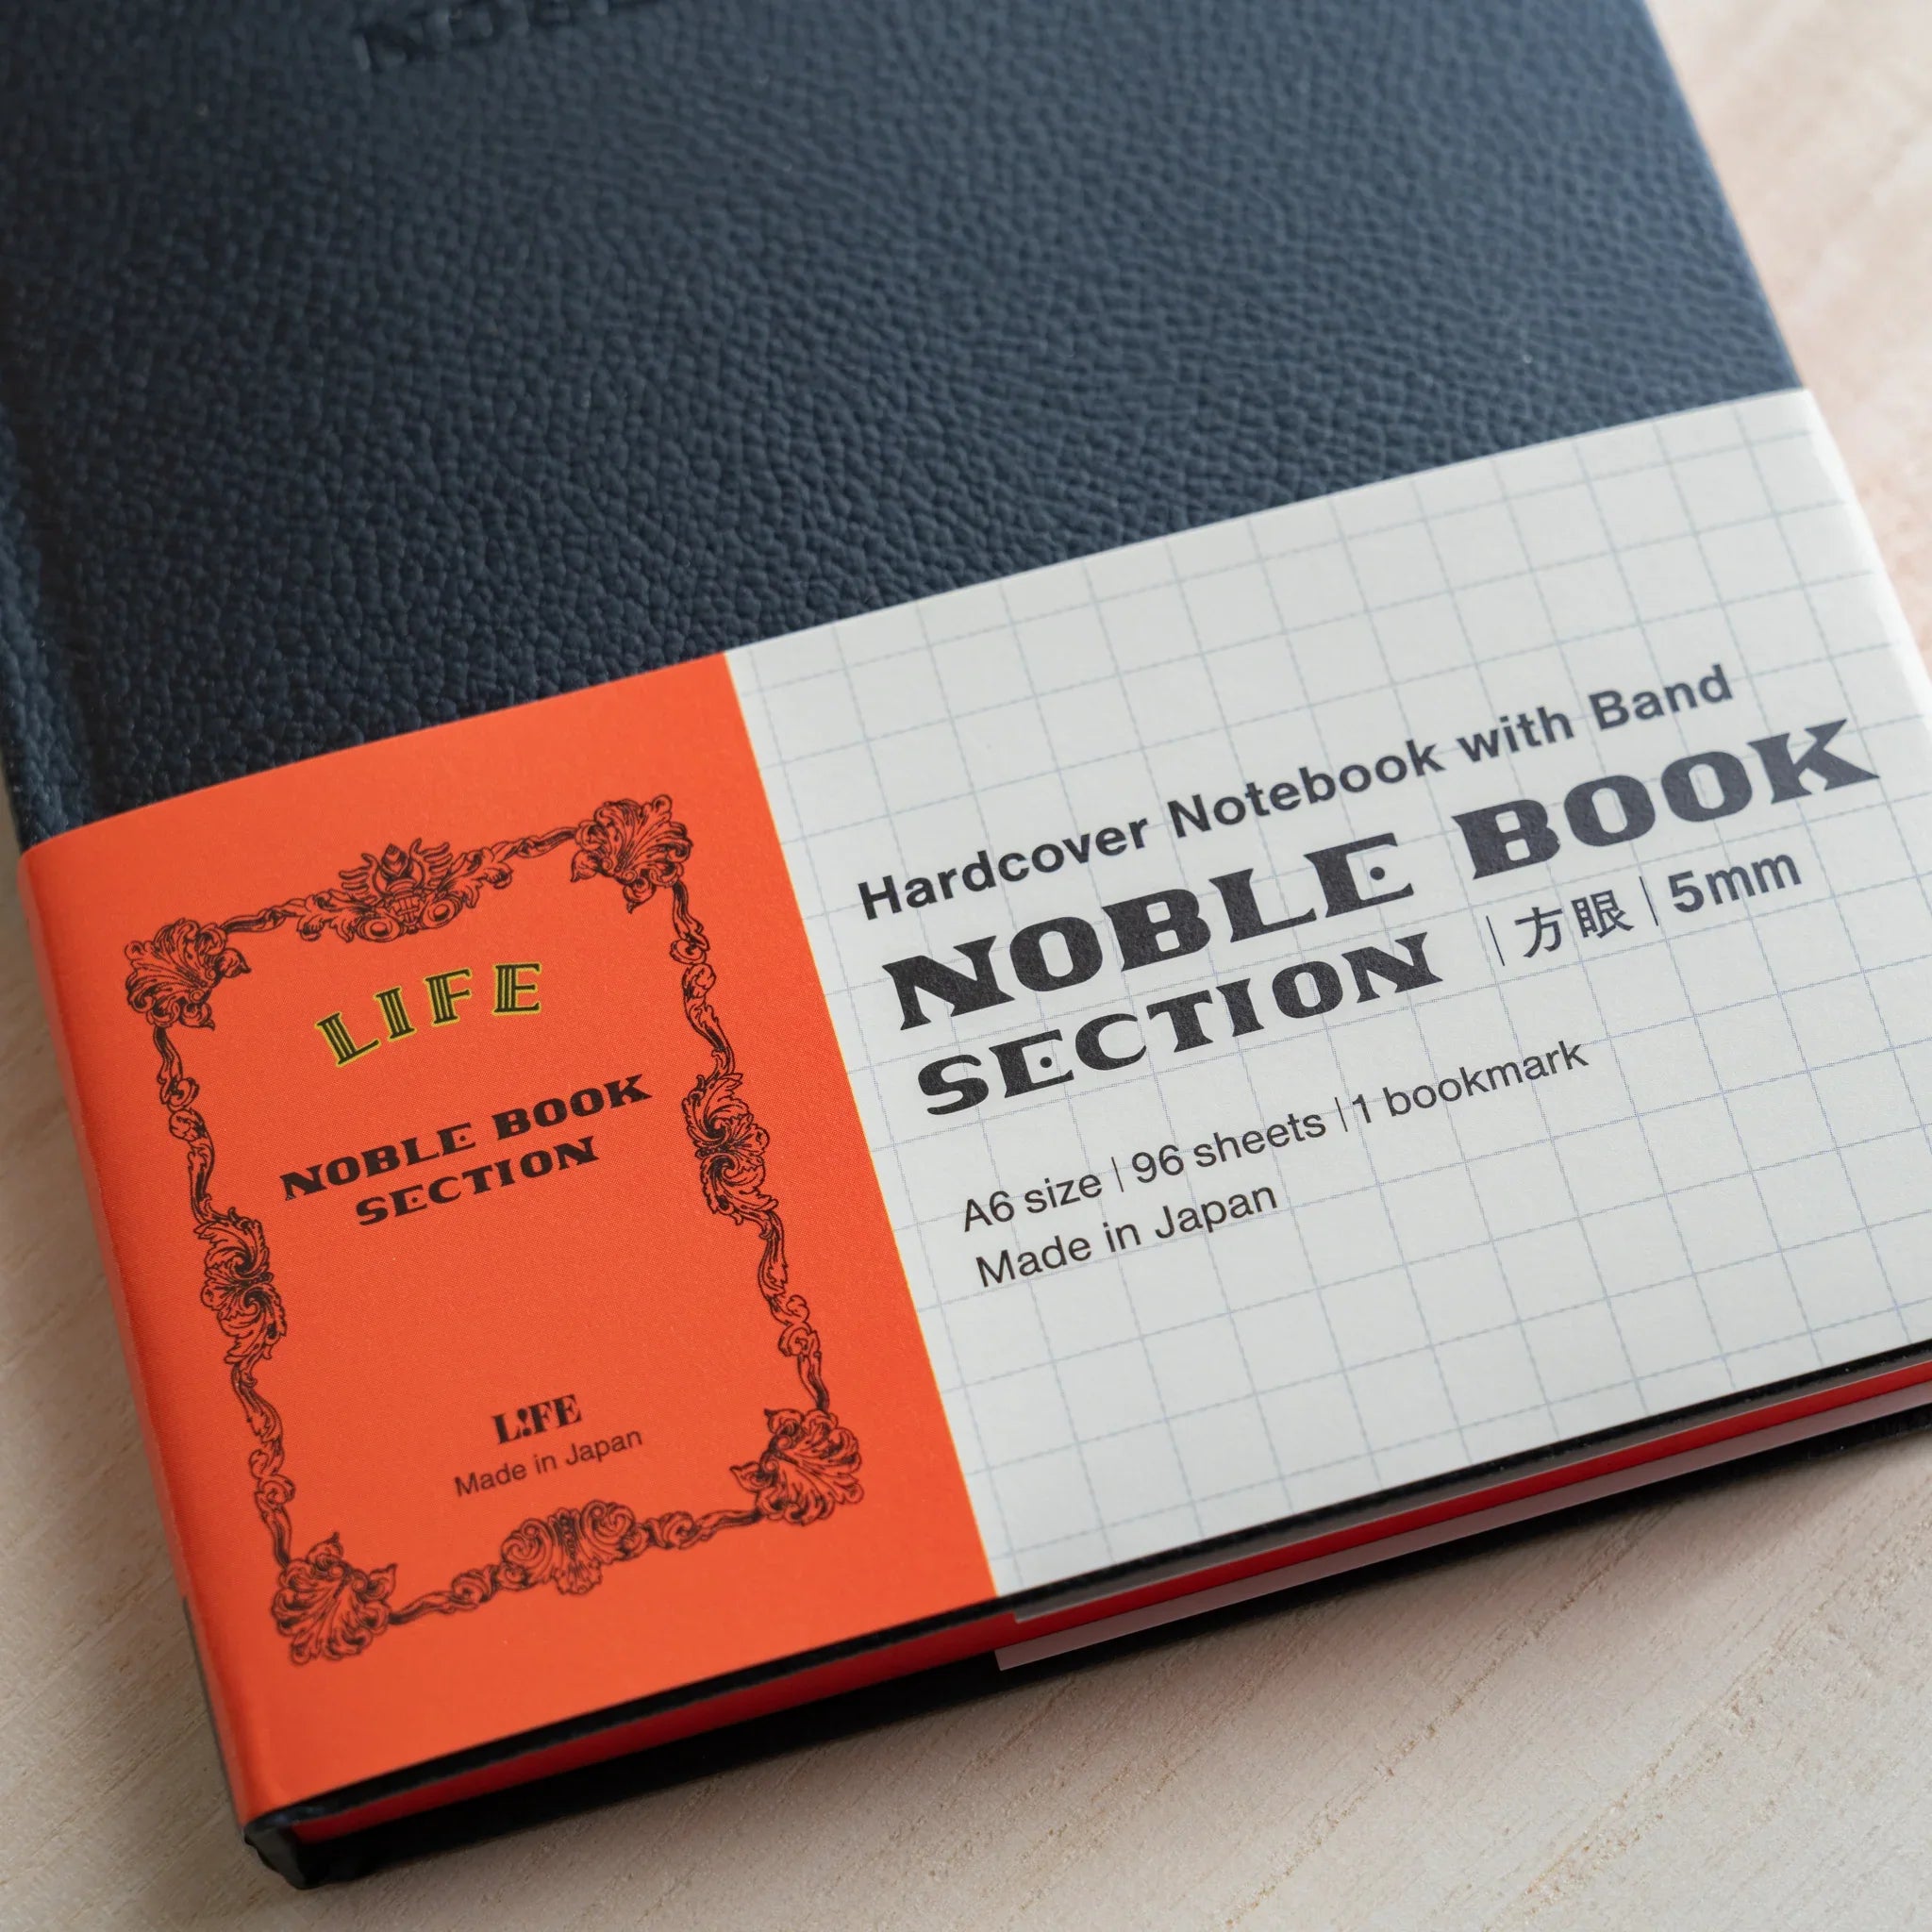 LIFE
NOBLE BOOK
SECTION
L!FE
Made in Japan
Hardcover Notebook with Band
NOBLE BOOK
SECTION | 方眼 | 5mm
A6 size | 96 sheets | 1 bookmark
Made in Japan